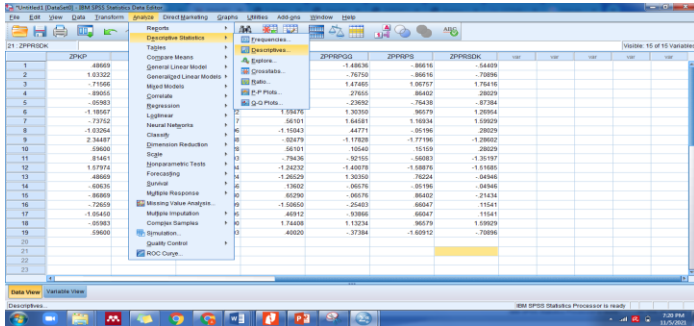 *Untitled1 [DataSet0] - IBM SPSS Statistics Data Editor
File Edit View Data Transform Analyze Direct Marketing Graphs Utilities Add-ons Window Help
21 : ZPPRSDK
Visible: 15 of 15 Variables
Reports
Descriptive Statistics
Tables
Compare Means
General Linear Model
Generalized Linear Models
Mixed Models
Correlate
Regression
Loglinear
Neural Networks
Classify
Dimension Reduction
Scale
Nonparametric Tests
Forecasting
Survival
Multiple Response
Missing Value Analysis...
Multiple Imputation
Complex Samples
Simulation...
Quality Control
ROC Curve...
Frequencies...
Descriptives...
Explore...
Crosstabs...
Ratio...
P-P Plots...
Q-Q Plots...
ZPKP ZPPRPGG ZPPRPS ZPPRSDK var var var var
1 .48669 -1.48636 -.86616 -.54409
2 1.03322 -.76750 -.86616 -.70896
3 -.71566 1.47465 1.06757 .76416
4 -.89055 .27655 .86402 .28029
5 -.05983 -.23692 -.76438 -.87384
6 -1.18567 1.59476 1.30350 .96579 1.26954
7 -.73752 .56101 1.64581 1.16934 1.59929
8 -1.03264 -1.15043 .44771 -.05196 .28029
9 2.34487 -.02479 -1.17828 -1.77196 -1.28602
10 .59600 .56101 .10540 .15159 .28029
11 .81461 -.79436 -.92155 -.56083 -1.35197
12 1.57974 -1.24232 -1.40078 -1.58876 -1.51685
13 .48669 -1.26529 1.30350 .76224 -.04946
14 -.60635 .13602 -.06576 -.05196 -.04946
15 -.86869 .65290 -.06576 .86402 -.21434
16 -.72659 -1.50650 -.25403 .66047 .11541
17 -1.05450 .46912 -.93866 .66047 .11541
18 -.05983 1.74408 1.13234 .96579 1.59929
19 .59600 .40020 -.37384 -1.60912 -.70896
20
21
22
23
Data View Variable View
Descriptives...
IBM SPSS Statistics Processor is ready
7:20 PM
11/5/2021